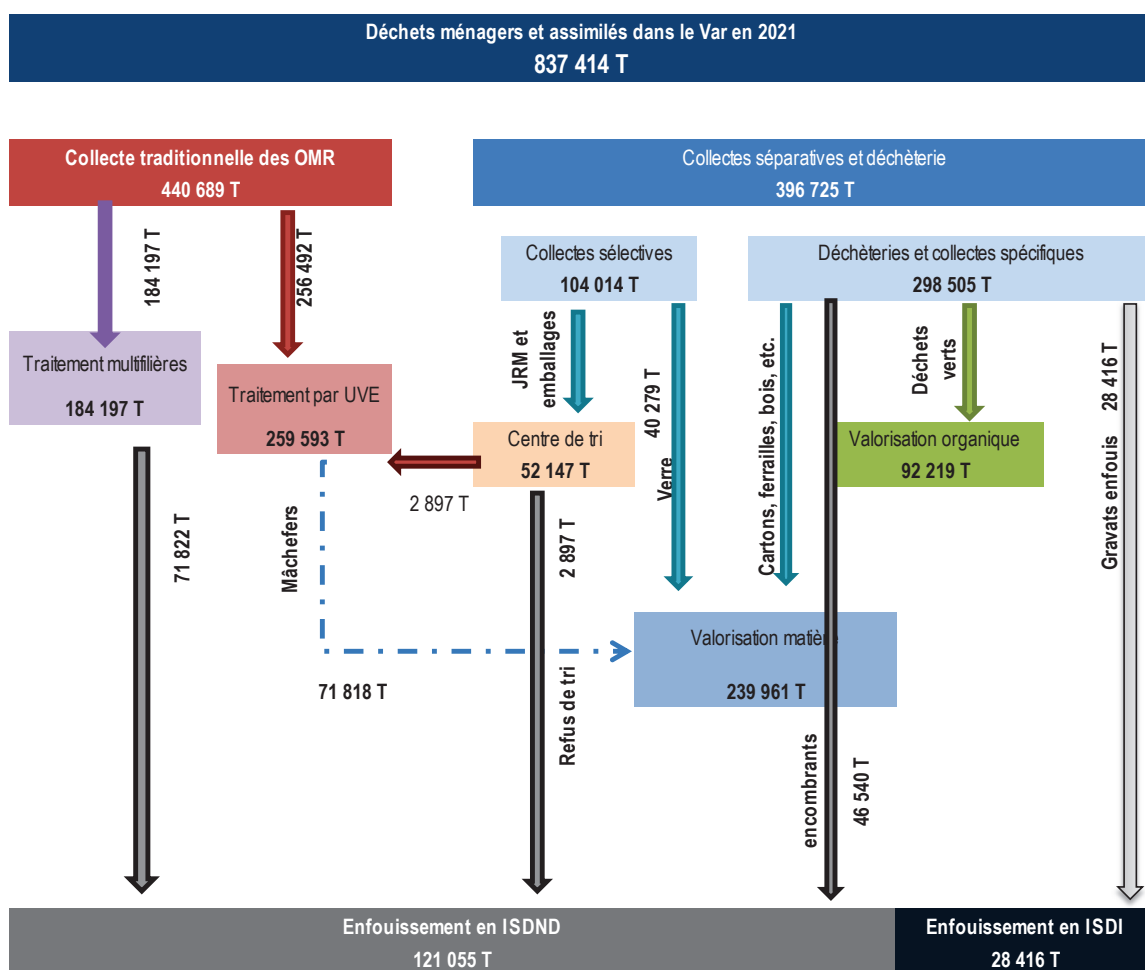 Déchets ménagers et assimilés dans le Var en 2021
837 414 T
Collecte traditionnelle des OMR
440 689 T
Collectes séparatives et déchèterie
396 725 T
184 197 T
256 492 T
Collectes sélectives
104 014 T
Déchèteries et collectes spécifiques
298 505 T
Traitement multifilières
184 197 T
Traitement par UVE
259 593 T
JRM et
emballages
40 279 T
Verre
Cartons, ferrailles, bois, etc.
Déchets
verts
28 416 T
Gravats enfouis
Centre de tri
52 147 T
Valorisation organique
92 219 T
2 897 T
71 822 T
Mâchefers
2 897 T
Refus de tri
Valorisation matière
239 961 T
71 818 T
encombrants
46 540 T
Enfouissement en ISDND
121 055 T
Enfouissement en ISDI
28 416 T